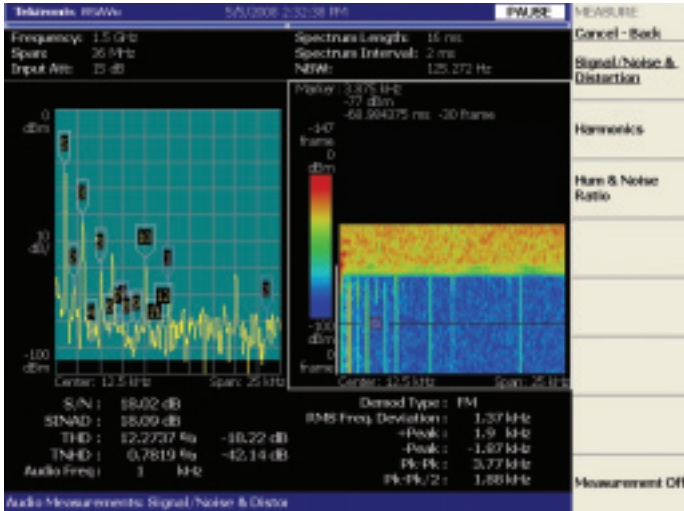 Tektronix RSAVu 5/5/2008 2:32:38 PM PAUSE
MEASURE
Cancel - Back
Frequency: 1.5 GHz Spectrum Length: 16 ms
Span: 36 MHz Spectrum Interval: 2 ms
Input Att: 15 dB NBW: 125.272 Hz
Signal/Noise &
Distortion
Harmonics
Hum & Noise
Ratio
Measurement Off
Marker: 3.875 kHz
-77 dBm
-68.984375 ms -30 frame
0
dBm
10
dB/
-100
dBm
Center: 12.5 kHz Span: 25 kHz
-147
frame
0
dBm
-100
dBm
0
frame
Center: 12.5 kHz Span: 25 kHz
S/N : 18.02 dB
SINAD : 18.09 dB
THD : 12.2737 % -18.22 dB
TNHD : 0.7819 % -42.14 dB
Audio Freq : 1 kHz
Demod Type : FM
RMS Freq. Deviation : 1.37 kHz
+Peak : 1.9 kHz
-Peak : -1.87 kHz
Pk-Pk : 3.77 kHz
Pk-Pk/2 : 1.88 kHz
Audio Measurements: Signal/Noise & Distor